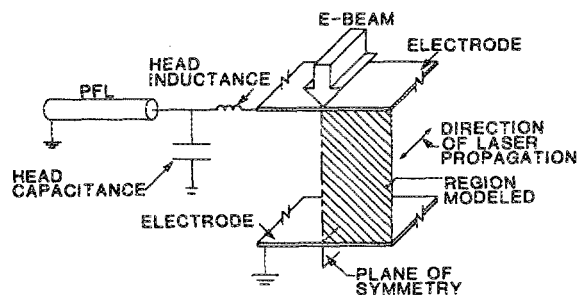 E-BEAM
HEAD
INDUCTANCE
ELECTRODE
PFL
DIRECTION
OF LASER
PROPAGATION
HEAD
CAPACITANCE
REGION
MODELED
ELECTRODE
PLANE OF
SYMMETRY